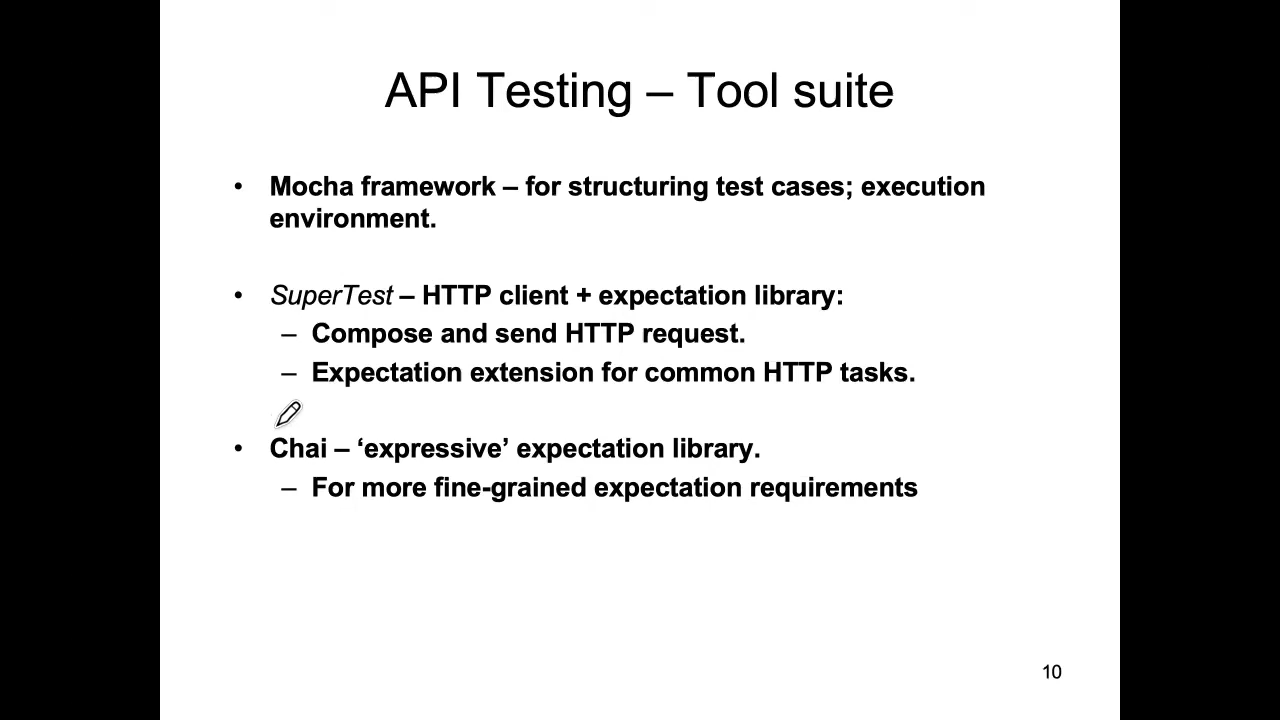 API Testing – Tool suite
• Mocha framework – for structuring test cases; execution
environment.
• SuperTest – HTTP client + expectation library:
– Compose and send HTTP request.
– Expectation extension for common HTTP tasks.
• Chai – ‘expressive’ expectation library.
– For more fine-grained expectation requirements
10